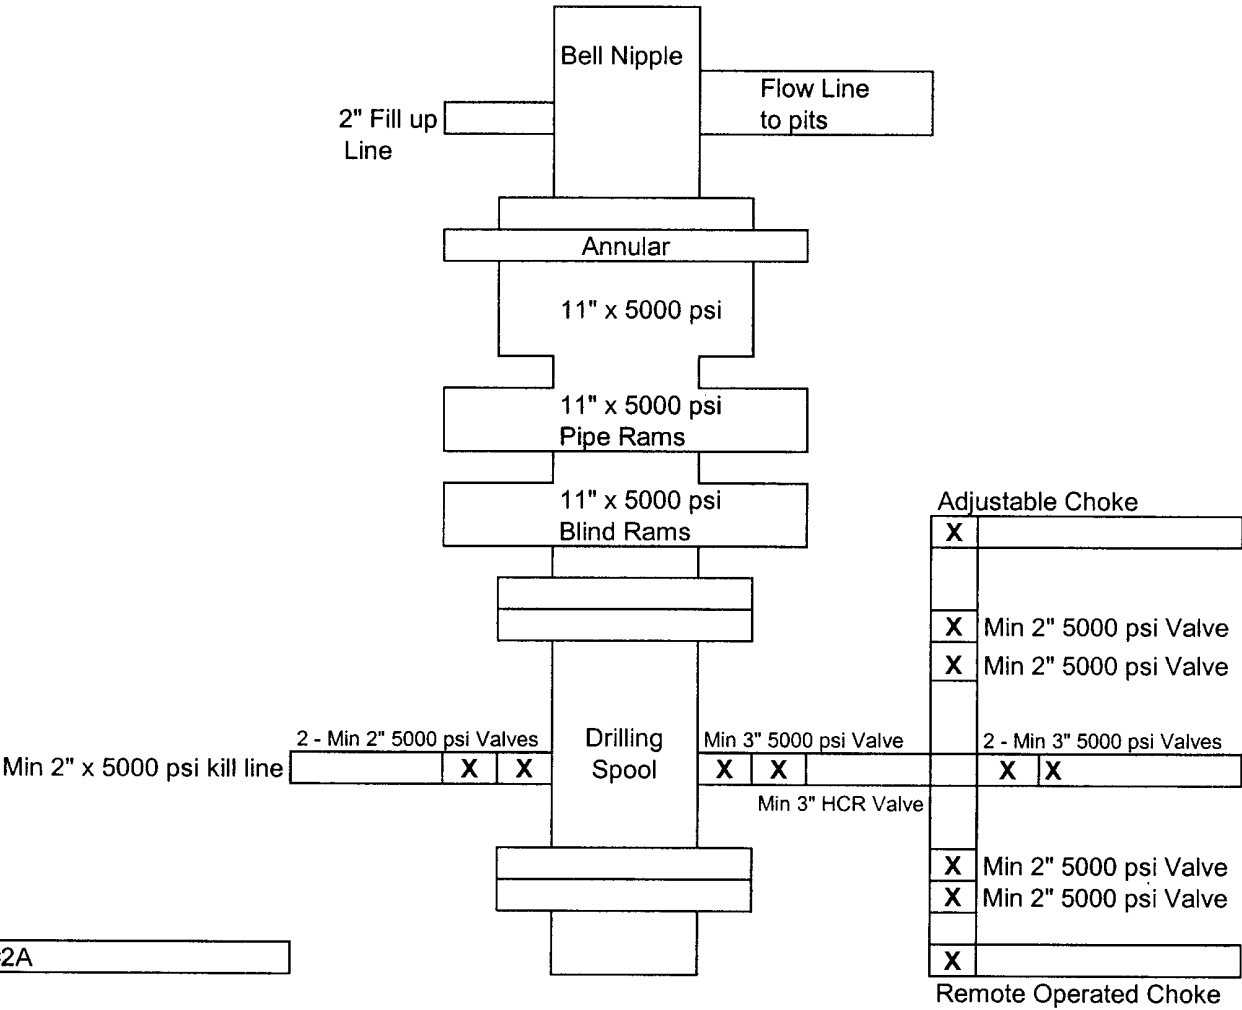 Bell Nipple
Flow Line
to pits
2" Fill up
Line
Annular
11" x 5000 psi
11" x 5000 psi
Pipe Rams
11" x 5000 psi
Blind Rams
Adjustable Choke
X
X Min 2" 5000 psi Valve
X Min 2" 5000 psi Valve
2 - Min 2" 5000 psi Valves
Drilling
Spool
Min 3" 5000 psi Valve
2 - Min 3" 5000 psi Valves
Min 2" x 5000 psi kill line
X X
X X
X X
Min 3" HCR Valve
X Min 2" 5000 psi Valve
X Min 2" 5000 psi Valve
2A
X
Remote Operated Choke